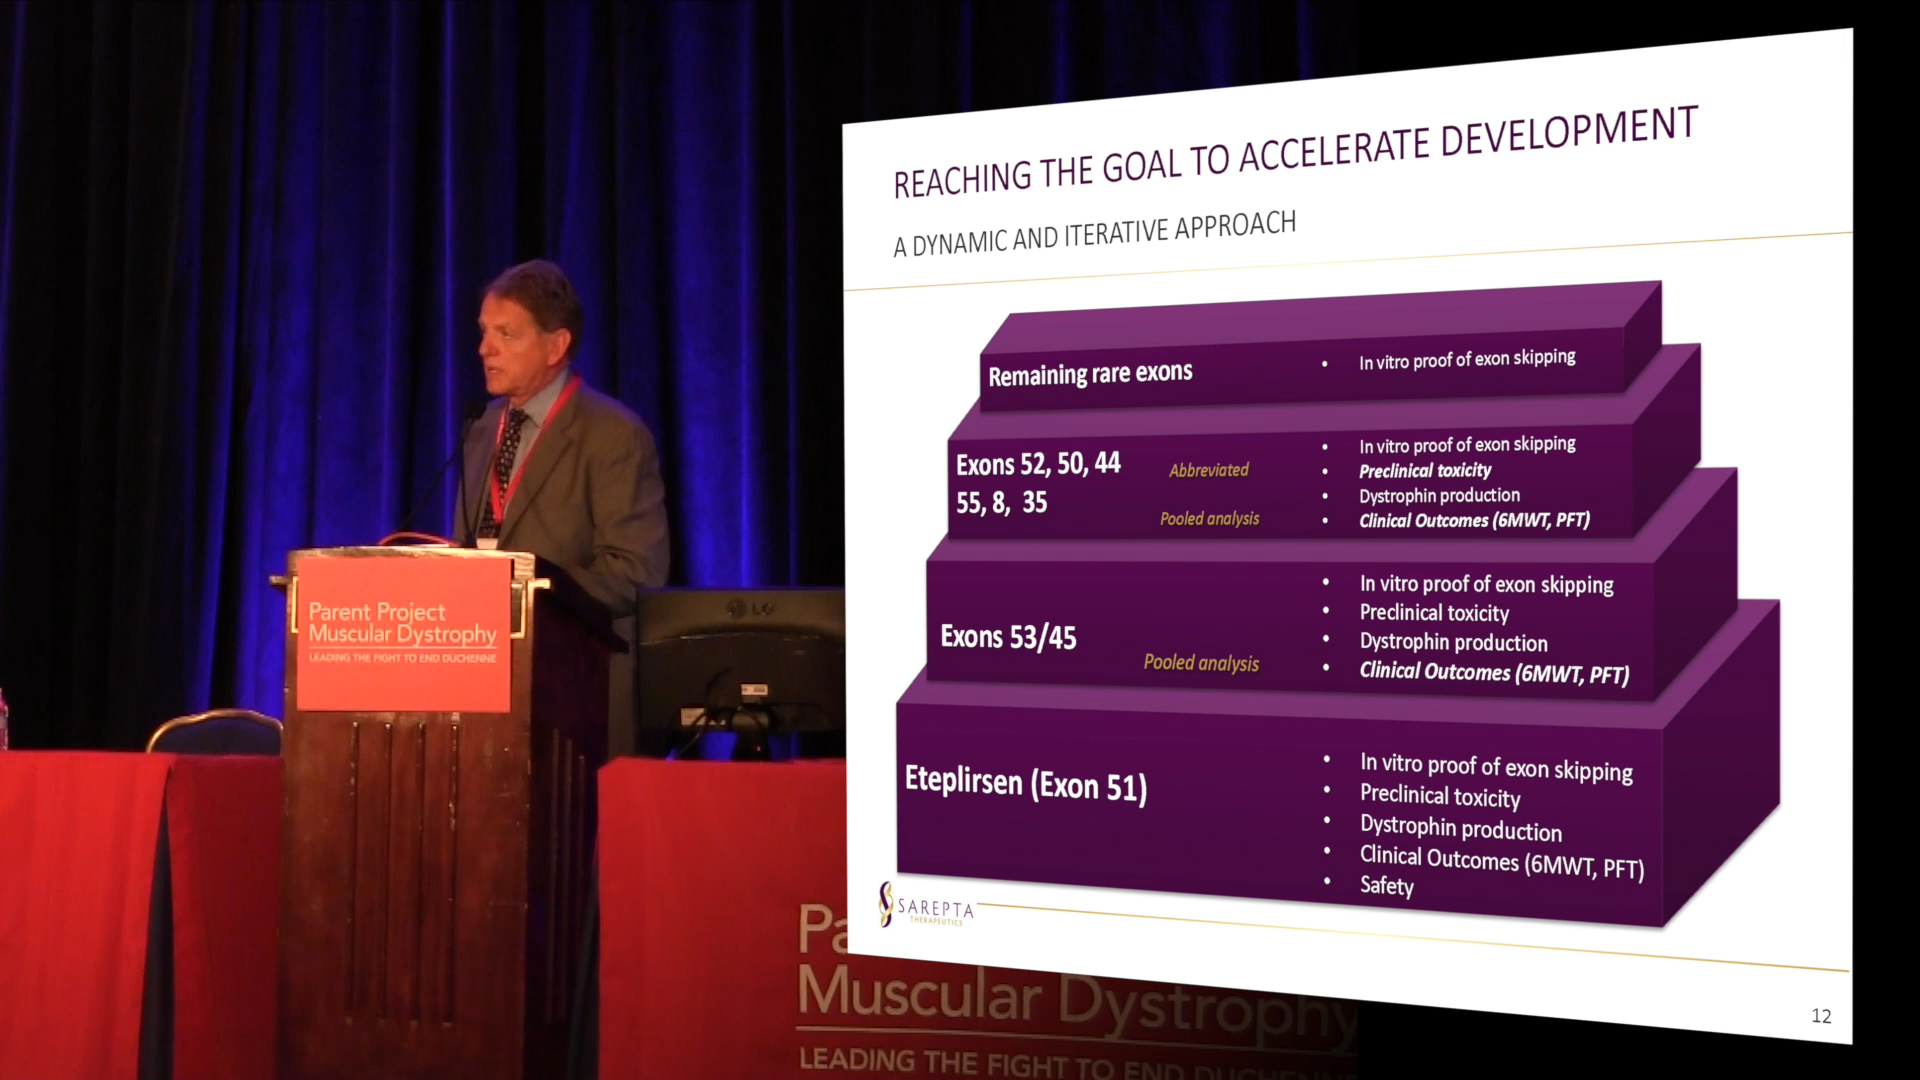 REACHING THE GOAL TO ACCELERATE DEVELOPMENT
A DYNAMIC AND ITERATIVE APPROACH
Remaining rare exons
• In vitro proof of exon skipping
Exons 52, 50, 44
55, 8, 35
Abbreviated
Pooled analysis
• In vitro proof of exon skipping
• Preclinical toxicity
• Dystrophin production
• Clinical Outcomes (6MWT, PFT)
Exons 53/45
Pooled analysis
• In vitro proof of exon skipping
• Preclinical toxicity
• Dystrophin production
• Clinical Outcomes (6MWT, PFT)
Eteplirsen (Exon 51)
• In vitro proof of exon skipping
• Preclinical toxicity
• Dystrophin production
• Clinical Outcomes (6MWT, PFT)
• Safety
SAREPTA
THERAPEUTICS
12
Parent Project
Muscular Dystrophy
LEADING THE FIGHT TO END DUCHENNE
LG
Pa
Muscular Dystrophy
LEADING THE FIGHT TO END DUCHENNE